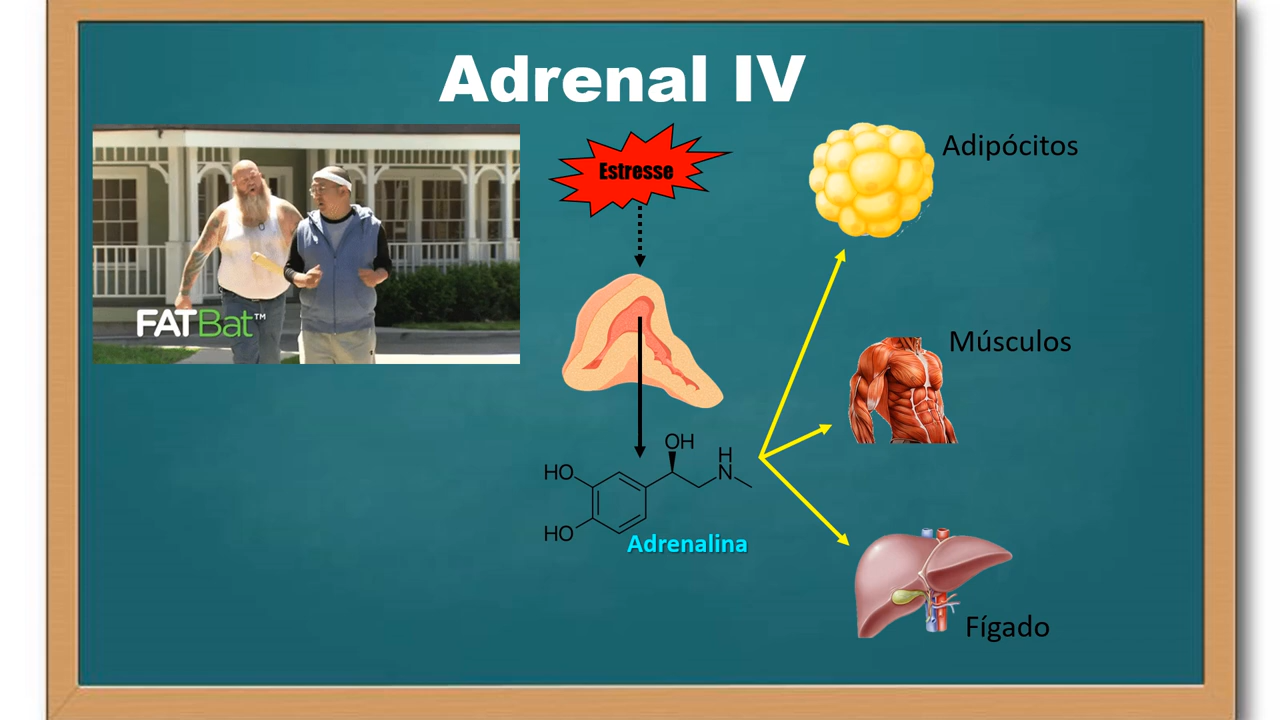 Adrenal IV
FATBat™
Estresse
Adipócitos
Músculos
OH
H
N
HO
HO
Adrenalina
Fígado